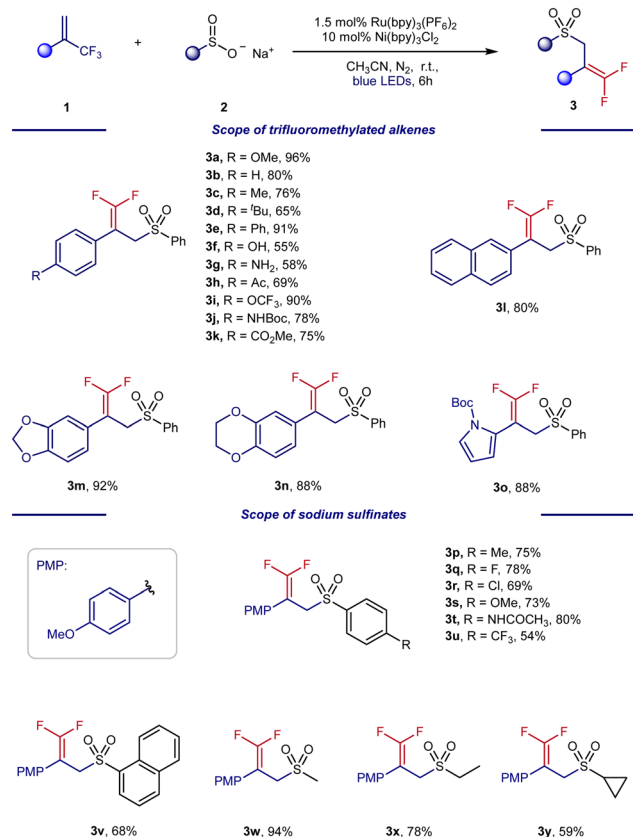 1.5 mol% Ru(bpy)3(PF6)2
10 mol% Ni(bpy)3Cl2
CF3
+
S
O
O⁻ Na⁺
CH3CN, N2 r.t.
blue LEDs, 6h
O O
S
F
F
1
2
3
Scope of trifluoromethylated alkenes
F F
O O
S
Ph
R
3a, R = OMe, 96%
3b, R = H, 80%
3c, R = Me, 76%
3d, R = ᵗBu, 65%
3e, R = Ph, 91%
3f, R = OH, 55%
3g, R = NH2, 58%
3h, R = Ac, 69%
3i, R = OCF3, 90%
3j, R = NHBoc, 78%
3k, R = CO2Me, 75%
F F
O O
S
Ph
3l, 80%
F F
O O
S
Ph
O
O
3m, 92%
F F
O O
S
Ph
O
O
3n, 88%
F F
O O
S
Ph
Boc
N
3o, 88%
Scope of sodium sulfinates
PMP:
MeO
F F
O O
S
PMP
R
3p, R = Me, 75%
3q, R = F, 78%
3r, R = Cl, 69%
3s, R = OMe, 73%
3t, R = NHCOCH3, 80%
3u, R = CF3, 54%
F F
O O
S
PMP
3v, 68%
F F
O O
S
PMP
3w, 94%
F F
O O
S
PMP
3x, 78%
F F
O O
S
PMP
3y, 59%